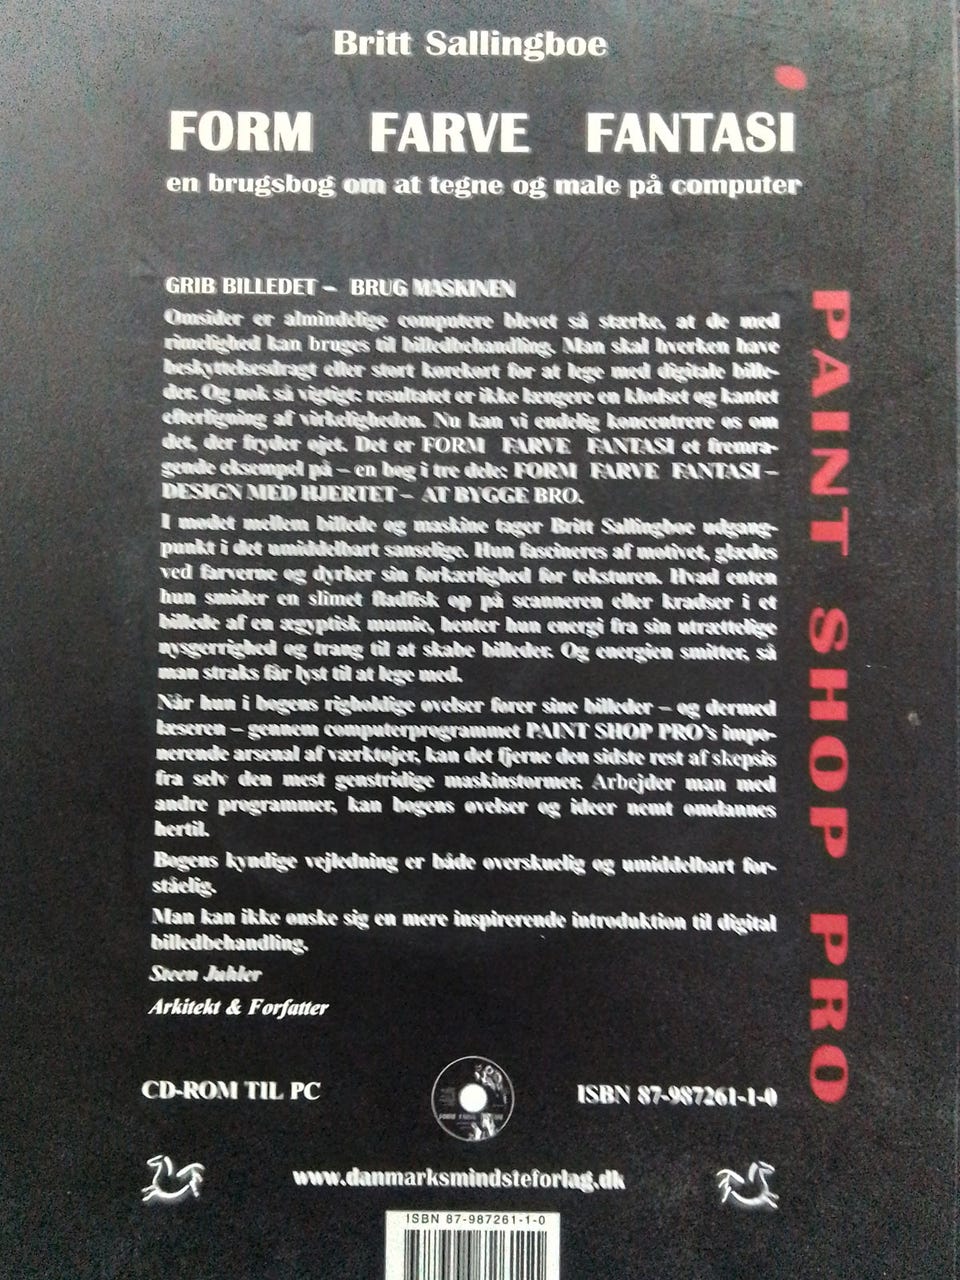 Britt Sallingboe
i
FORM FARVE FANTASI
en brugsbog om at tegne og male på computer
GRIB BILLEDET – BRUG MASKINEN
Omsider er almindelige computere blevet så stærke, at de med
rimelighed kan bruges til billedbehandling. Man skal hverken have
beskyttelsesdragt eller stort kørekort for at lege med digitale bille-
der. Og nok så vigtigt: resultatet er ikke længere en klodset og kantet
efterligning af virkeligheden. Nu kan vi endelig koncentrere os om
det, der fryder øjet. Det er FORM FARVE FANTASI et fremra-
gende eksempel på – en bog i tre dele: FORM FARVE FANTASI –
DESIGN MED HJERTET – AT BYGGE BRO.
I mødet mellem billede og maskine tager Britt Sallingboe udgang-
punkt i det umiddelbart sanselige. Hun fascineres af motivet, glædes
ved farverne og dyrker sin forkærlighed for teksturen. Hvad enten
hun smider en slimet fladfisk op på scanneren eller kradser i et
billede af en ægyptisk mumie, henter hun energi fra sin utrættelige
nysgerrighed og trang til at skabe billeder. Og energien smitter, så
man straks får lyst til at lege med.
Når hun i bogens righoldige øvelser fører sine billeder – og dermed
læseren – gennem computerprogrammet PAINT SHOP PRO's impo-
nerende arsenal af værktøjer, kan det fjerne den sidste rest af skepsis
fra selv den mest genstridige maskinstormer. Arbejder man med
andre programmer, kan bogens øvelser og ideer nemt omdannes
hertil.
Bogens kyndige vejledning er både overskuelig og umiddelbart for-
ståelig.
Man kan ikke ønske sig en mere inspirerende introduktion til digital
billedbehandling.
Steen Juhler
Arkitekt & Forfatter
PAINT SHOP PRO
CD-ROM TIL PC
ISBN 87-987261-1-0
www.danmarksmindsteforlag.dk
ISBN 87-987261-1-0